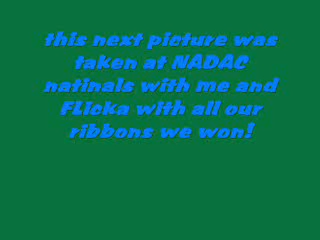 this next picture was
taken at NADAC
natinals with me and
FLicka with all our
ribbons we won!